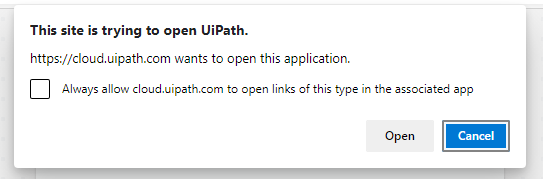 This site is trying to open UiPath.
https://cloud.uipath.com wants to open this application.
Always allow cloud.uipath.com to open links of this type in the associated app
Open Cancel